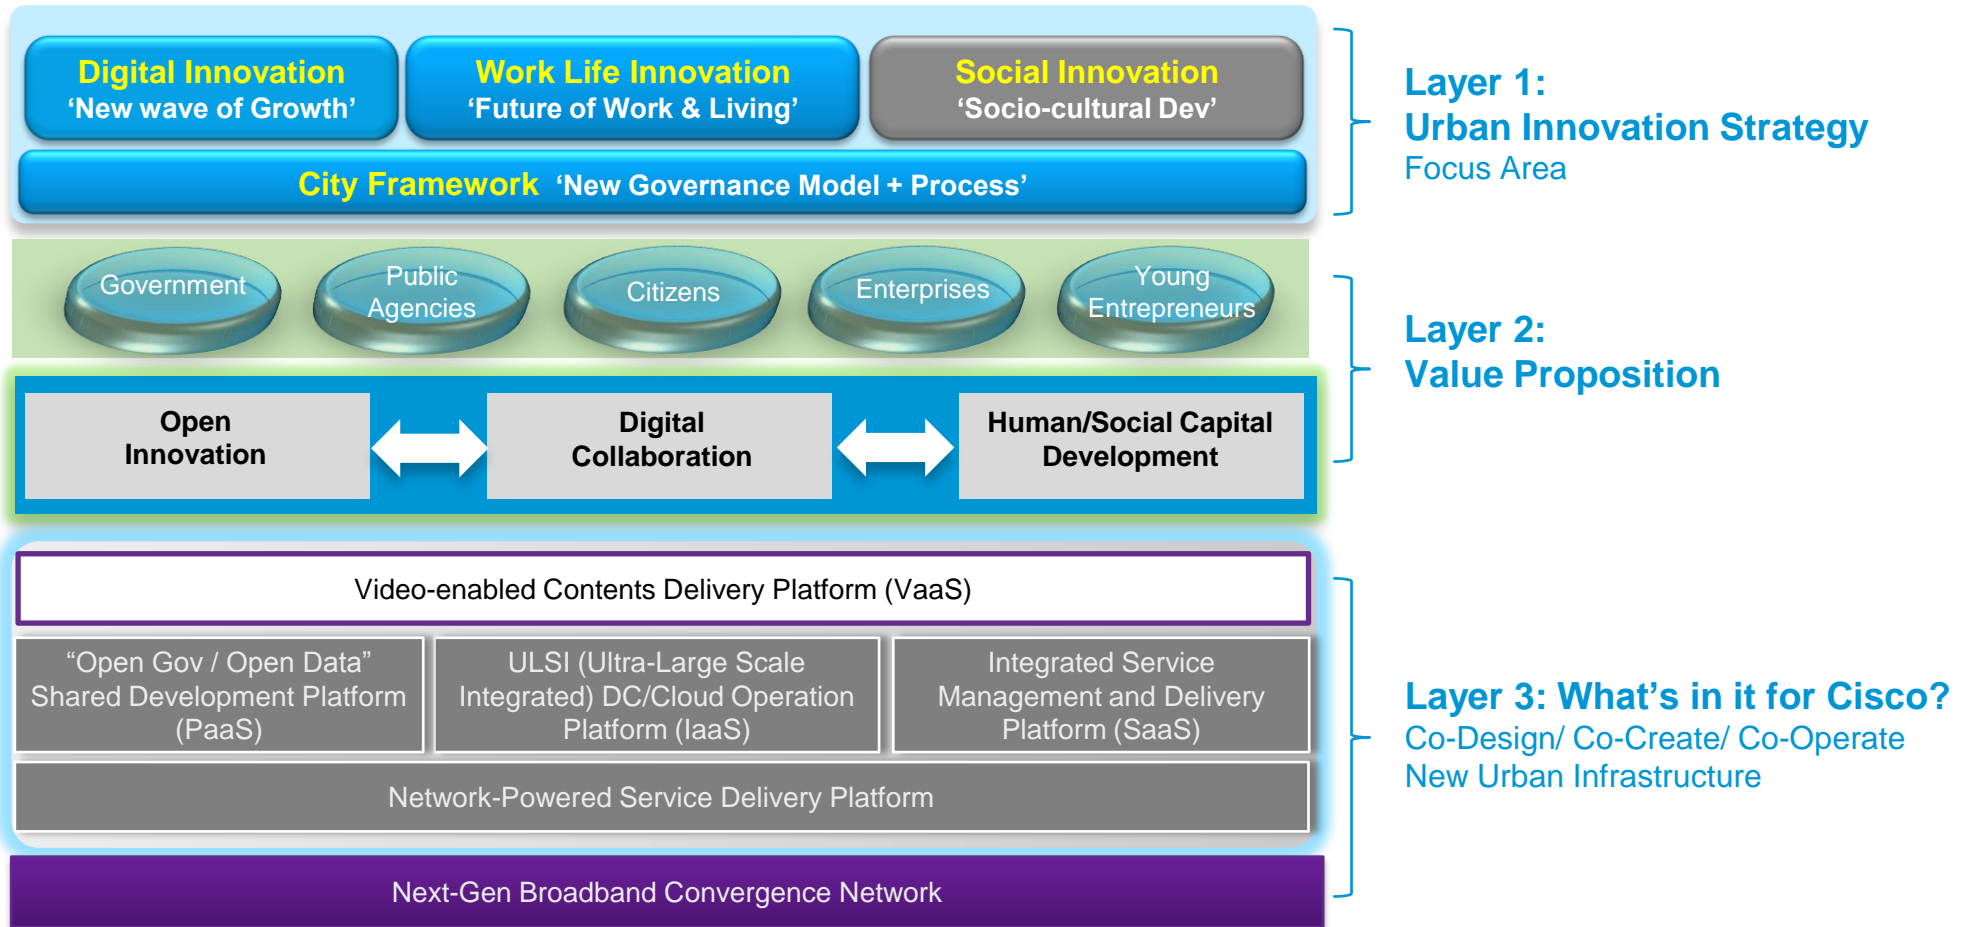 Digital Innovation
‘New wave of Growth’
Work Life Innovation
‘Future of Work & Living’
Social Innovation
‘Socio-cultural Dev’
City Framework ‘New Governance Model + Process’
Layer 1:
Urban Innovation Strategy
Focus Area
Government
Public
Agencies
Citizens
Enterprises
Young
Entrepreneurs
Open
Innovation
Digital
Collaboration
Human/Social Capital
Development
Layer 2:
Value Proposition
Video-enabled Contents Delivery Platform (VaaS)
“Open Gov / Open Data”
Shared Development Platform
(PaaS)
ULSI (Ultra-Large Scale
Integrated) DC/Cloud Operation
Platform (IaaS)
Integrated Service
Management and Delivery
Platform (SaaS)
Network-Powered Service Delivery Platform
Next-Gen Broadband Convergence Network
Layer 3: What’s in it for Cisco?
Co-Design/ Co-Create/ Co-Operate
New Urban Infrastructure